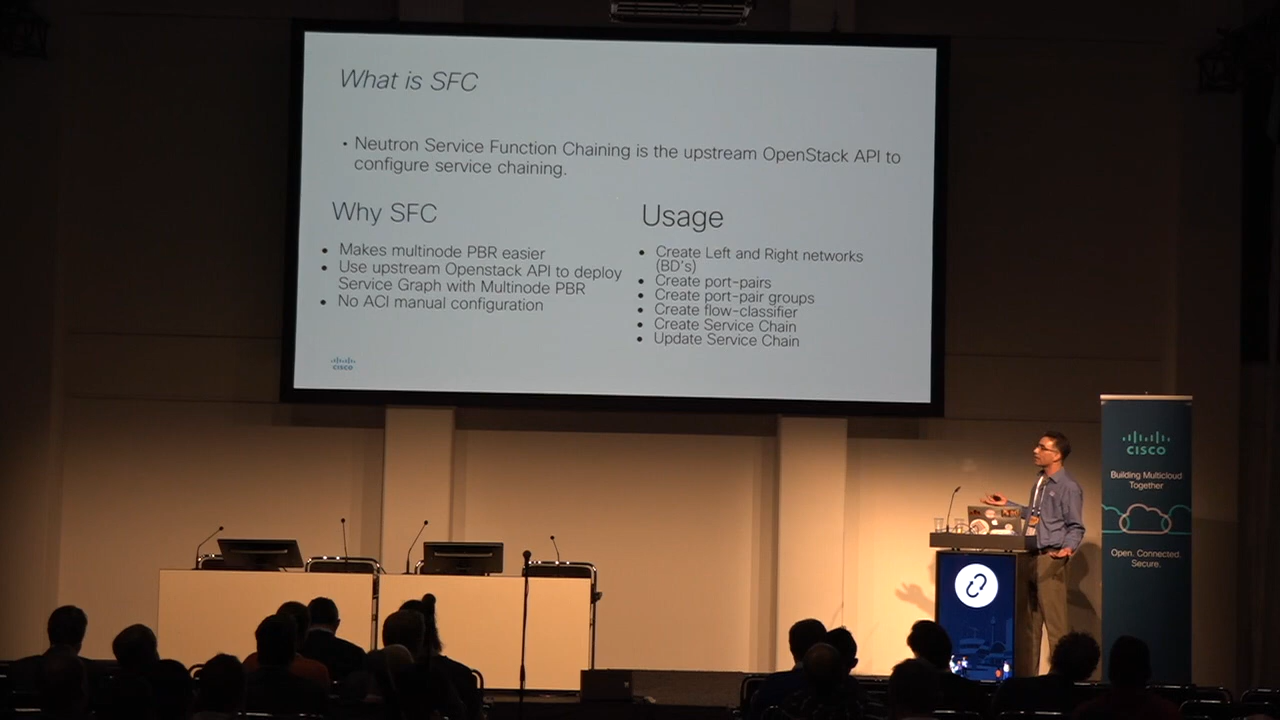 What is SFC
• Neutron Service Function Chaining is the upstream OpenStack API to
configure service chaining.
Why SFC
• Makes multinode PBR easier
• Use upstream Openstack API to deploy
Service Graph with Multinode PBR
• No ACI manual configuration
Usage
• Create Left and Right networks
(BD's)
• Create port-pairs
• Create port-pair groups
• Create flow-classifier
• Create Service Chain
• Update Service Chain
CISCO
CISCO
Building Multicloud
Together
Open. Connected.
Secure.